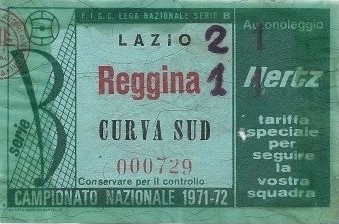 F.I.G.C. LEGA NAZIONALE SERIE B
LAZIO 2
Reggina 1
CURVA SUD
000729
Conservare per il controllo
CAMPIONATO NAZIONALE 1971-72
serie B
Autonoleggio
1
1
Hertz
tariffa
speciale
per
seguire
la
vostra
squadra